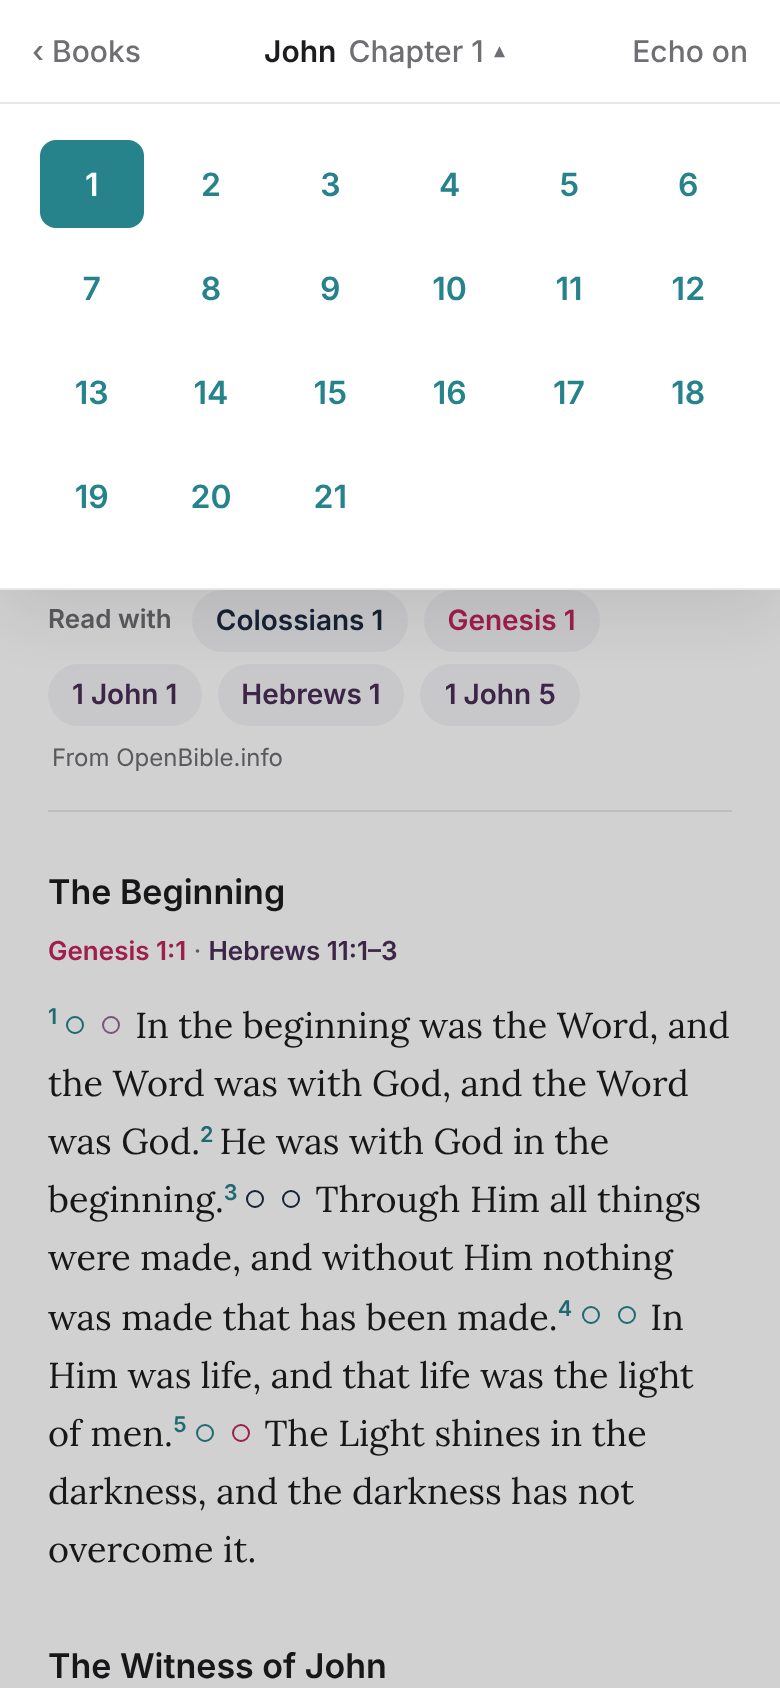 ‹ Books John Chapter 1 ▴ Echo on
1 2 3 4 5 6
7 8 9 10 11 12
13 14 15 16 17 18
19 20 21
Read with Colossians 1 Genesis 1
1 John 1 Hebrews 1 1 John 5
From OpenBible.info
The Beginning
Genesis 1:1 · Hebrews 11:1–3
1 ○ ○ In the beginning was the Word, and
the Word was with God, and the Word
was God.2 He was with God in the
beginning.3 ○ ○ Through Him all things
were made, and without Him nothing
was made that has been made.4 ○ ○ In
Him was life, and that life was the light
of men.5 ○ ○ The Light shines in the
darkness, and the darkness has not
overcome it.
The Witness of John